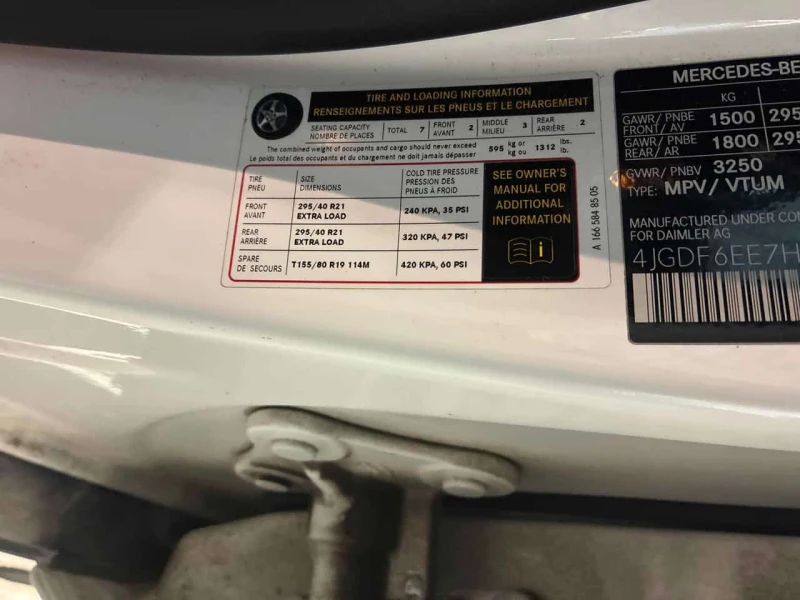 TIRE AND LOADING INFORMATION
RENSEIGNEMENTS SUR LES PNEUS ET LE CHARGEMENT
SEATING CAPACITY
NOMBRE DE PLACES
TOTAL 7
FRONT
AVANT 2
MIDDLE
MILIEU 3
REAR
ARRIÈRE 2
The combined weight of occupants and cargo should never exceed
Le poids total des occupants et du chargement ne doit jamais dépasser
595 kg or 1312 lbs.
kg ou lb.
TIRE
PNEU
SIZE
DIMENSIONS
COLD TIRE PRESSURE
PRESSION DES
PNEUS A FROID
FRONT
AVANT
295/40 R21
EXTRA LOAD
240 KPA, 35 PSI
REAR
ARRIÈRE
295/40 R21
EXTRA LOAD
320 KPA, 47 PSI
SPARE
DE SECOURS
T155/80 R19 114M
420 KPA, 60 PSI
SEE OWNER'S
MANUAL FOR
ADDITIONAL
INFORMATION
A 166 584 85 05
MERCEDES-BE
KG
GAWR/PNBE
FRONT/AV 1500 295
GAWR/PNBE
REAR/AR 1800 295
GVWR/PNBV 3250
TYPE: MPV/VTUM
MANUFACTURED UNDER CO
FOR DAIMLER AG
4JGDF6EE7H